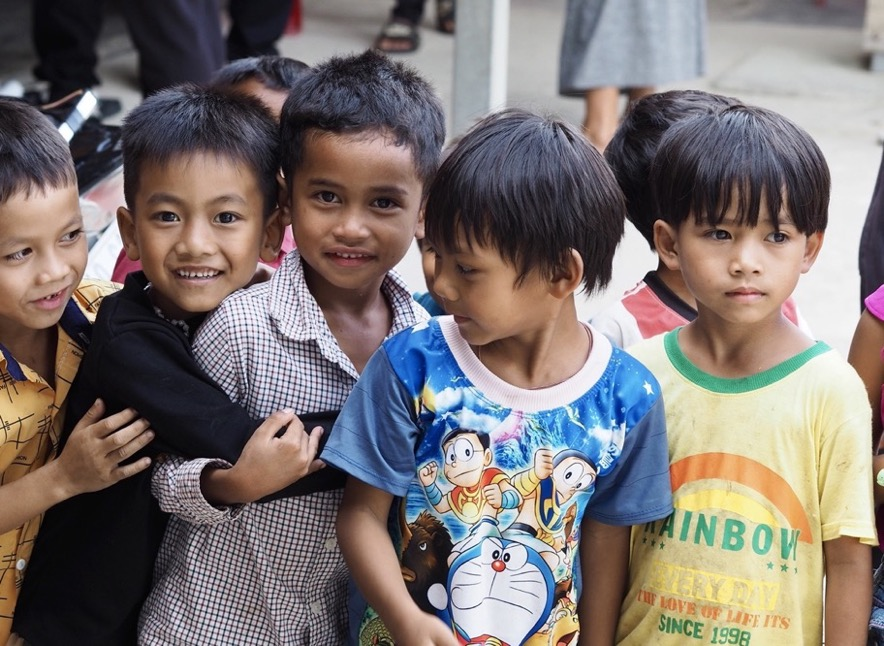 RAINBOW
EVERY DAY
THE LOVE OF LIFE ITS
SINCE 1998